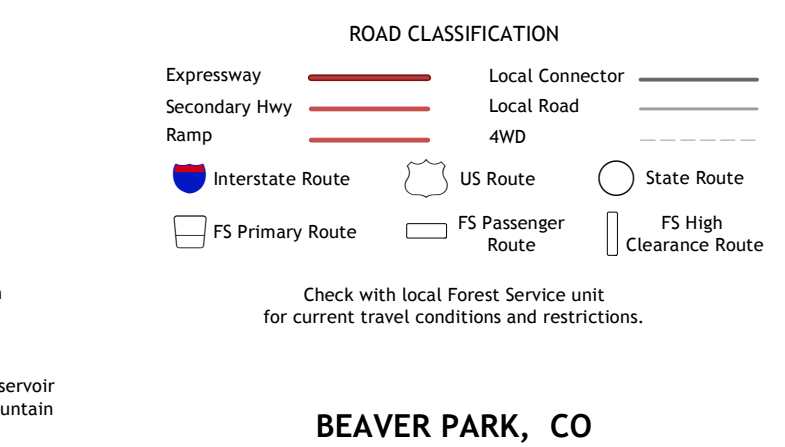 ROAD CLASSIFICATION
Expressway
Local Connector
Secondary Hwy
Local Road
Ramp
4WD
Interstate Route
US Route
State Route
FS Primary Route
FS Passenger
Route
FS High
Clearance Route
Check with local Forest Service unit
for current travel conditions and restrictions.
servoir
untain
BEAVER PARK, CO